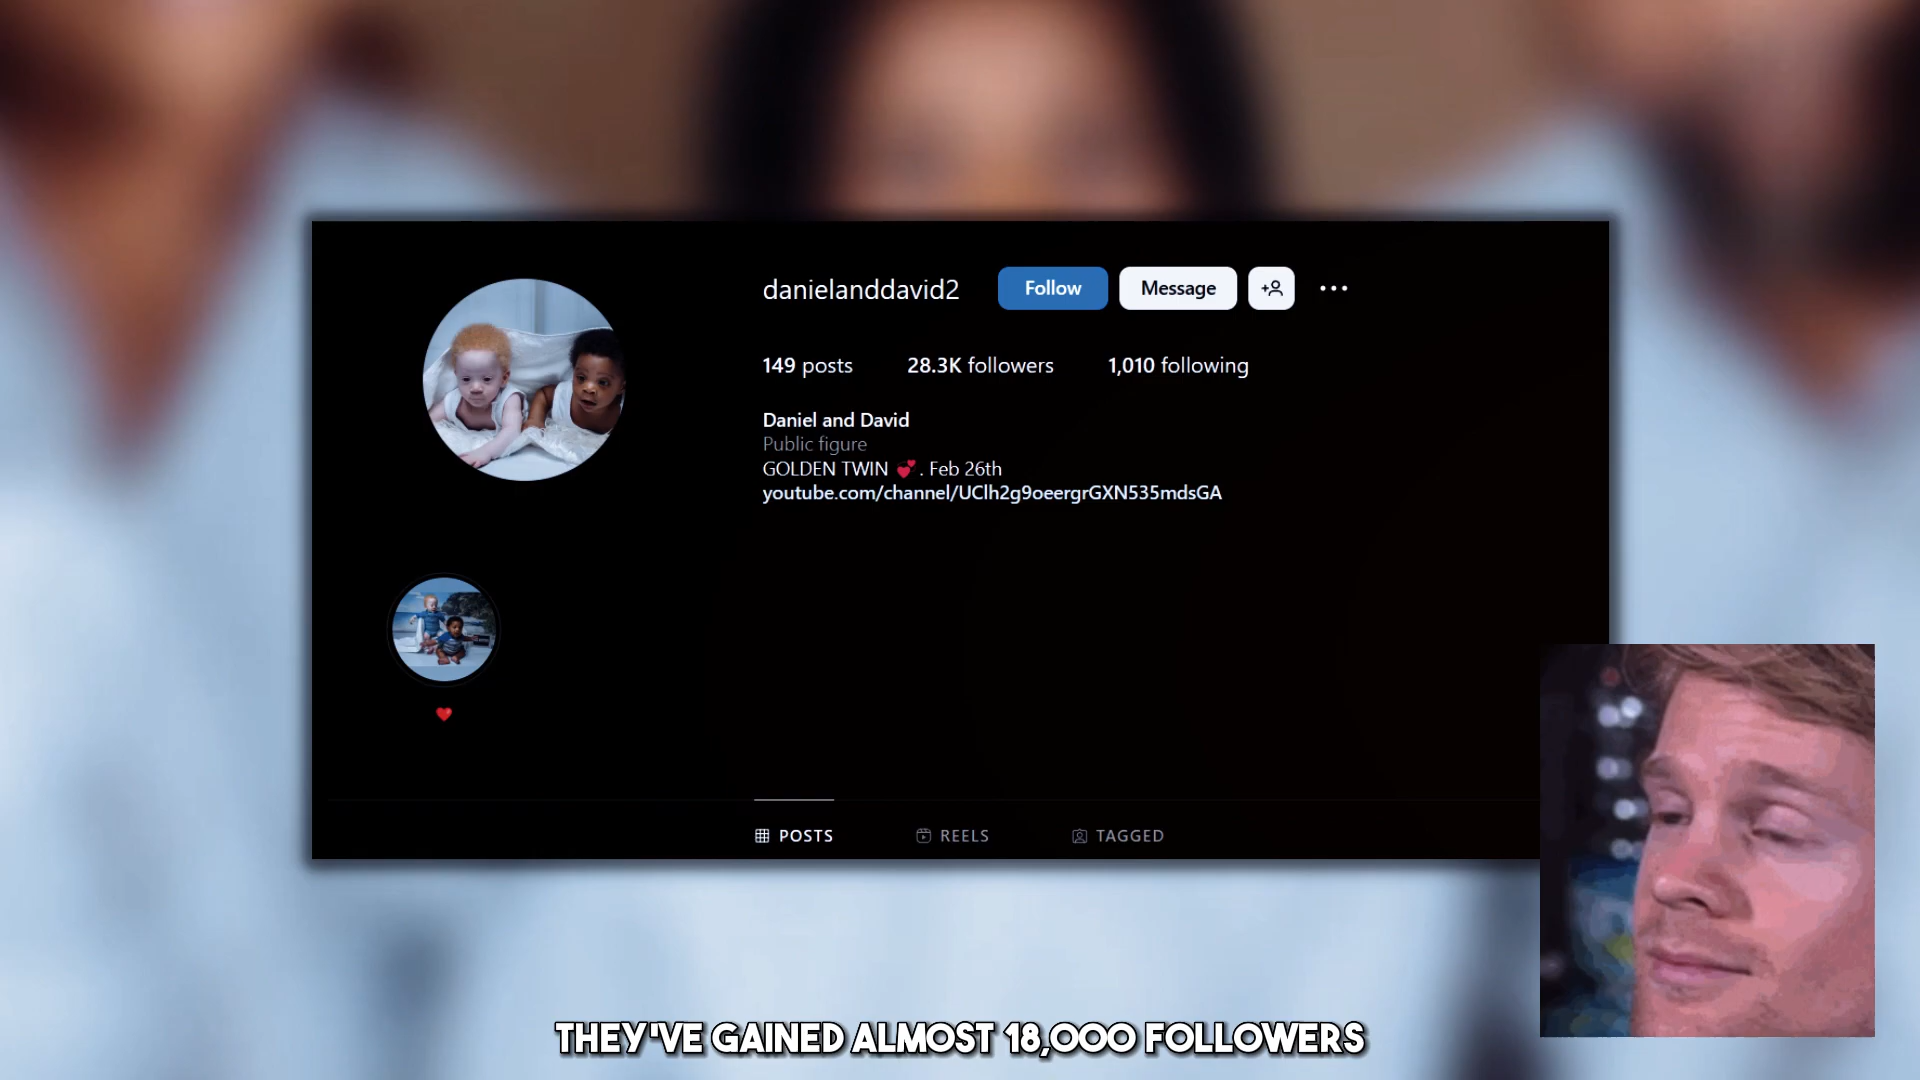 danielanddavid2 Follow Message
149 posts 28.3K followers 1,010 following
Daniel and David
Public figure
GOLDEN TWIN 💞. Feb 26th
youtube.com/channel/UClh2g9oeergrGXN535mdsGA
❤️
POSTS REELS TAGGED
THEY'VE GAINED ALMOST 18,000 FOLLOWERS